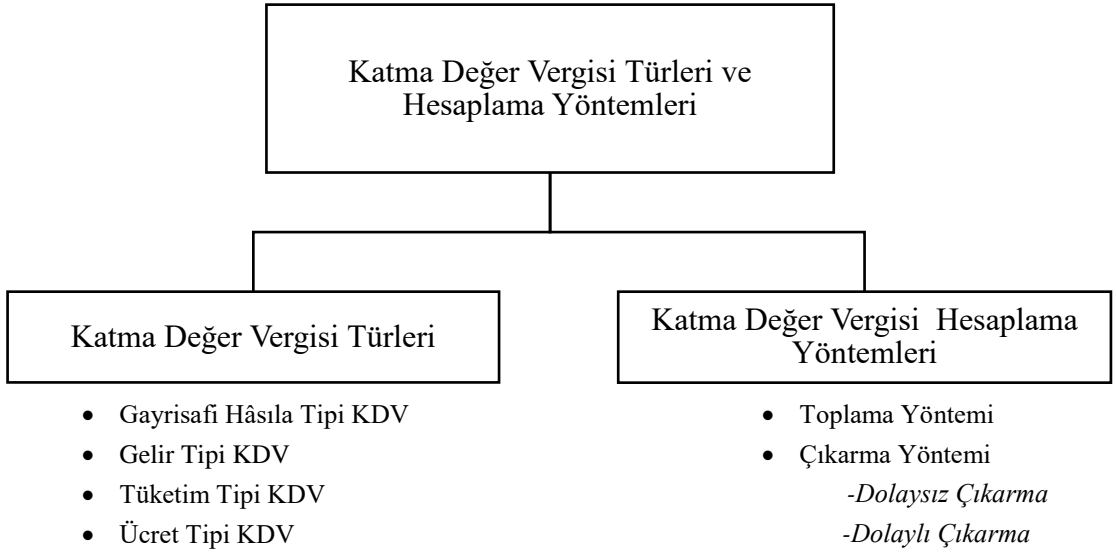 Katma Değer Vergisi Türleri ve
Hesaplama Yöntemleri
Katma Değer Vergisi Türleri
• Gayrisafi Hâsıla Tipi KDV
• Gelir Tipi KDV
• Tüketim Tipi KDV
• Ücret Tipi KDV
Katma Değer Vergisi Hesaplama
Yöntemleri
• Toplama Yöntemi
• Çıkarma Yöntemi
-Dolaysız Çıkarma
-Dolaylı Çıkarma